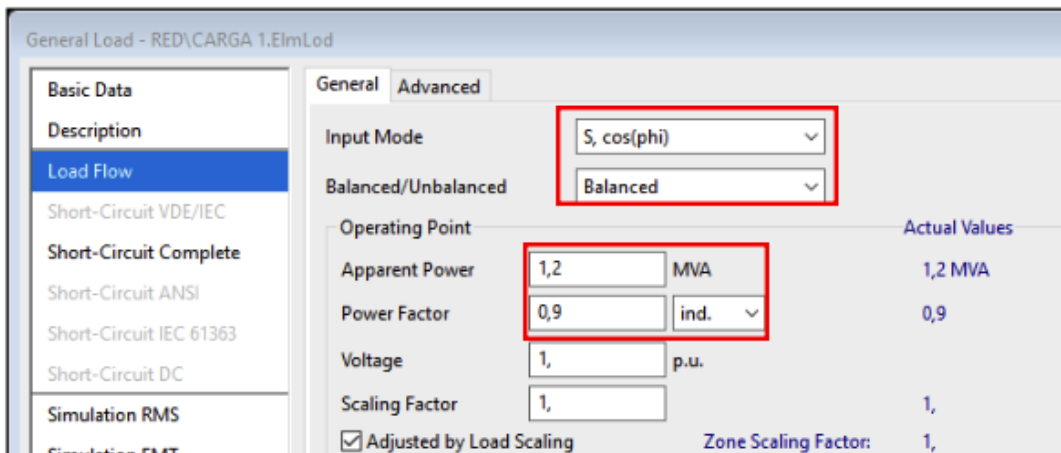 General Load - RED\CARGA 1.ElmLod
Basic Data
Description
Load Flow
Short-Circuit VDE/IEC
Short-Circuit Complete
Short-Circuit ANSI
Short-Circuit IEC 61363
Short-Circuit DC
Simulation RMS
General Advanced
Input Mode S, cos(phi)
Balanced/Unbalanced Balanced
Operating Point Actual Values
Apparent Power 1,2 MVA 1,2 MVA
Power Factor 0,9 ind. 0,9
Voltage 1, p.u.
Scaling Factor 1, 1,
Adjusted by Load Scaling Zone Scaling Factor: 1,